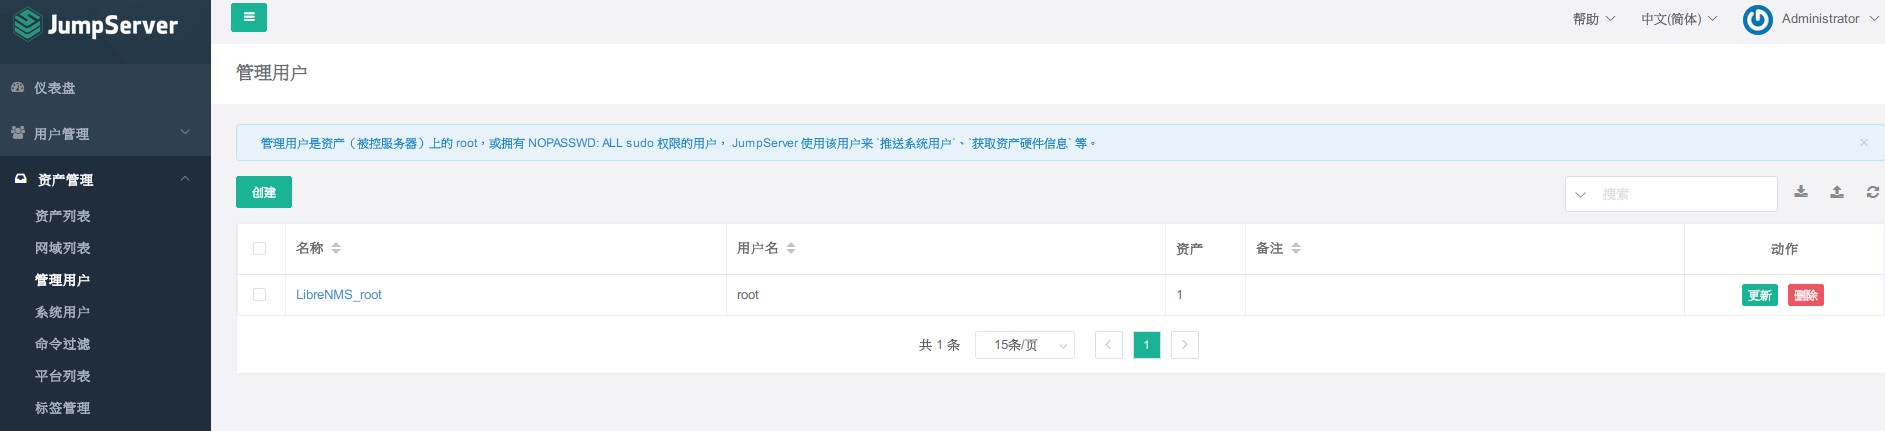 JumpServer
帮助
中文(简体)
Administrator
仪表盘
用户管理
资产管理
资产列表
网域列表
管理用户
系统用户
命令过滤
平台列表
标签管理
管理用户
管理用户是资产（被控服务器）上的 root，或拥有 NOPASSWD: ALL sudo 权限的用户， JumpServer 使用该用户来 `推送系统用户`、`获取资产硬件信息` 等。
创建
搜索
名称 用户名 资产 备注 动作
LibreNMS_root root 1 更新 删除
共 1 条 15条/页 1